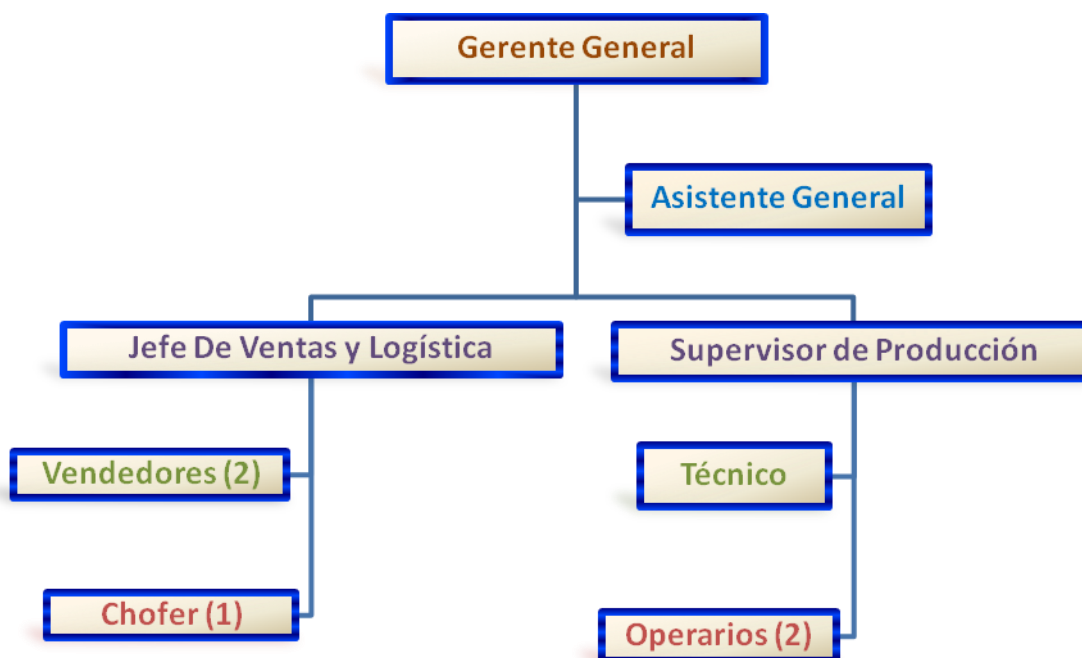 Gerente General
Asistente General
Jefe De Ventas y Logística
Supervisor de Producción
Vendedores (2)
Técnico
Chofer (1)
Operarios (2)